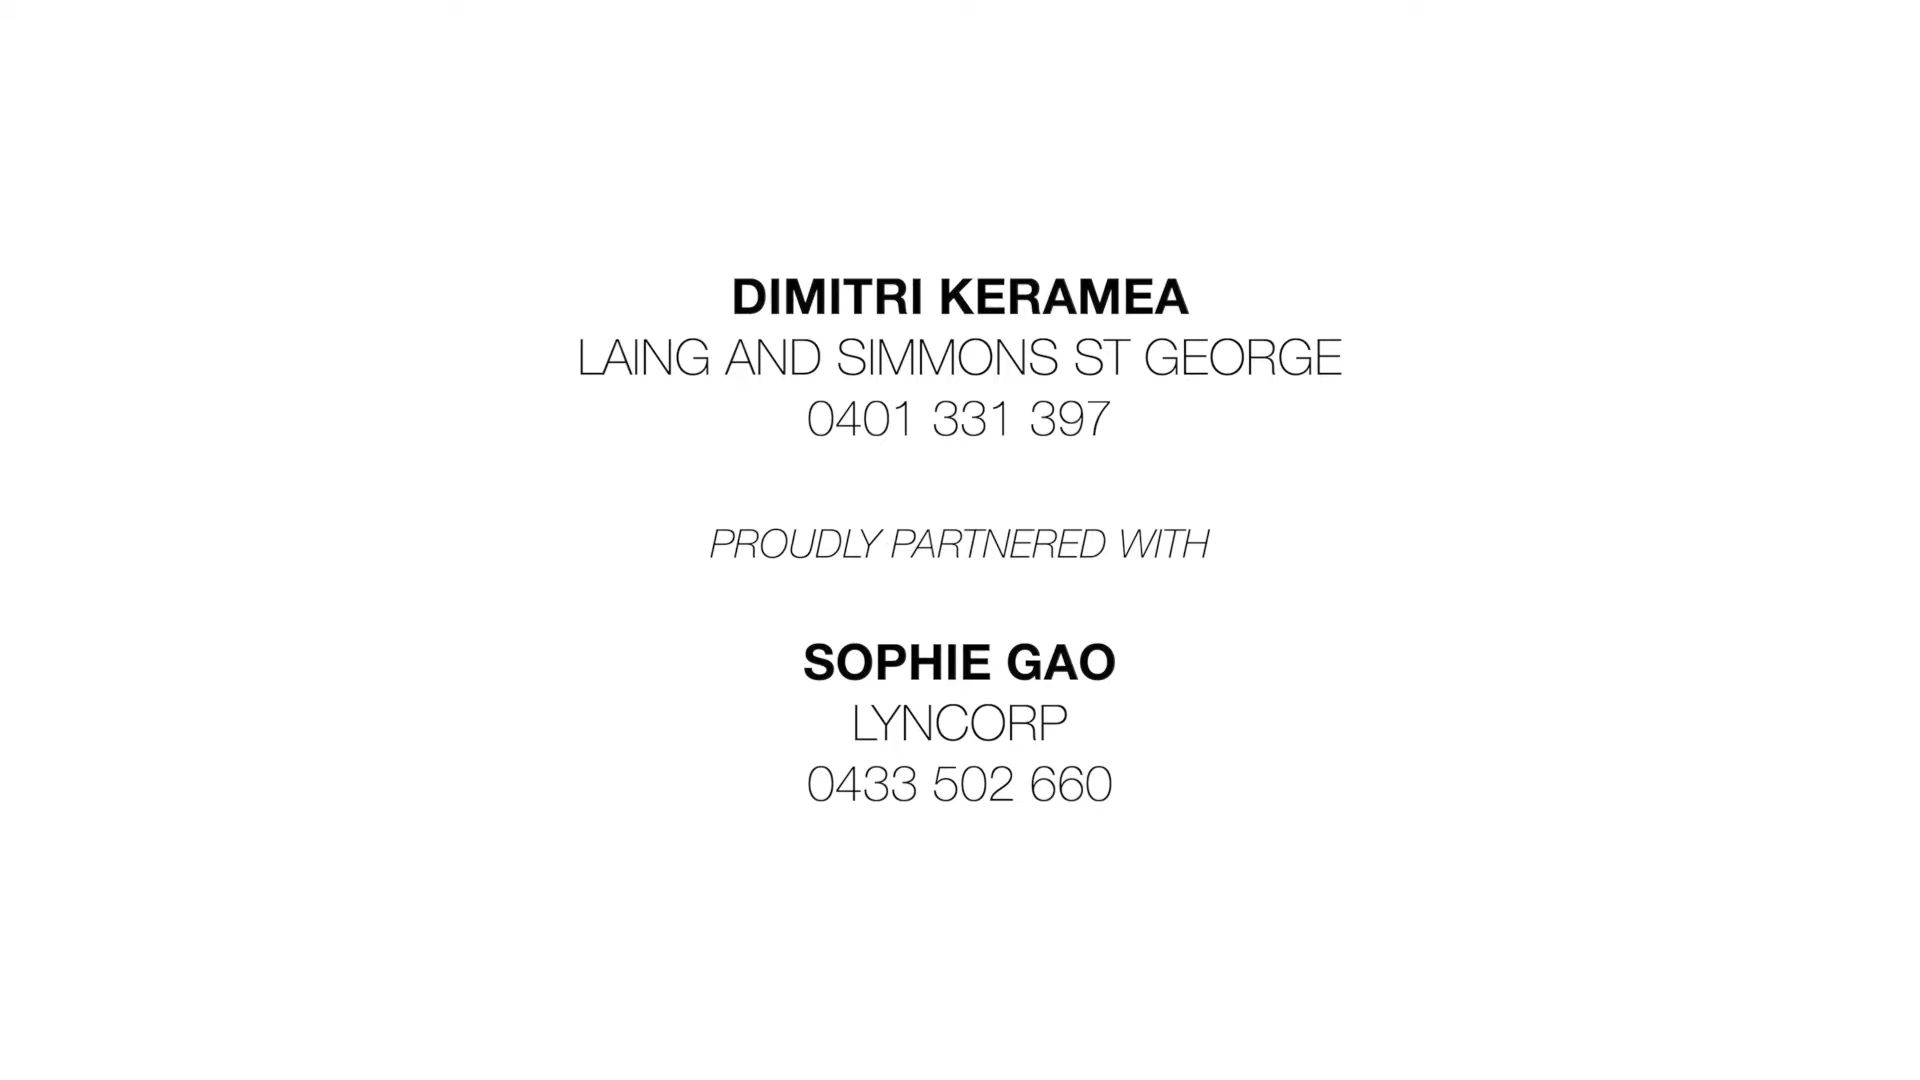 DIMITRI KERAMEA
LAING AND SIMMONS ST GEORGE
0401 331 397
PROUDLY PARTNERED WITH
SOPHIE GAO
LYNCORP
0433 502 660